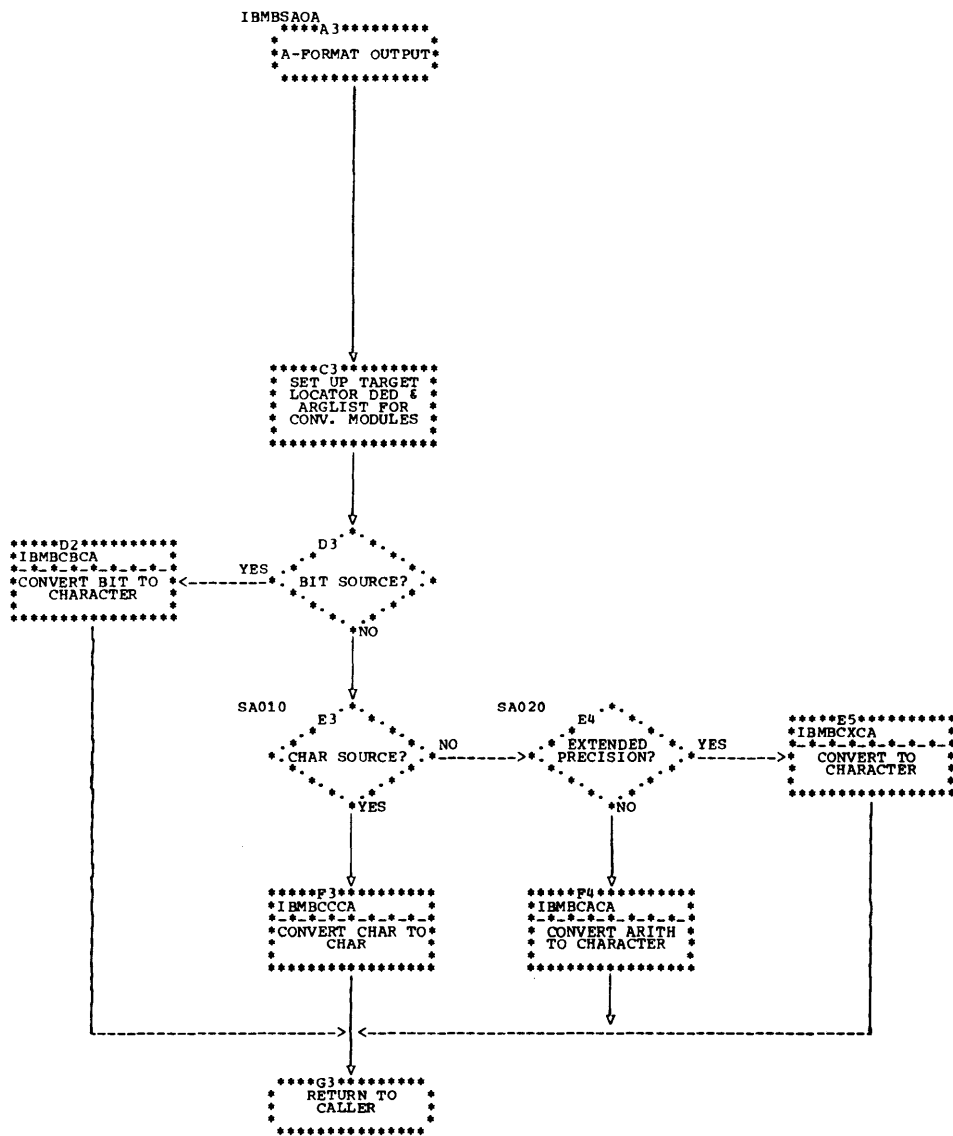 IBMBSAOA
A3
A-FORMAT OUTPUT
C3
SET UP TARGET
LOCATOR DED &
ARGLIST FOR
CONV. MODULES
D2
IBMBCBCA
CONVERT BIT TO
CHARACTER
YES
D3
BIT SOURCE?
NO
SA010
E3
CHAR SOURCE?
NO
YES
SA020
E4
EXTENDED
PRECISION?
YES
NO
E5
IBMBCXCA
CONVERT TO
CHARACTER
F3
IBMBCCCA
CONVERT CHAR TO
CHAR
F4
IBMBCACA
CONVERT ARITH
TO CHARACTER
G3
RETURN TO
CALLER